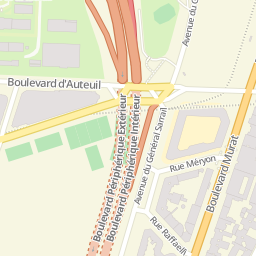 Avenue du G
Boulevard d'Auteuil
Boulevard Périphérique Extérieur
Boulevard Périphérique Intérieur
Avenue du Général Sarrail
Rue Méryon
Boulevard Murat
Rue Raffaëlli